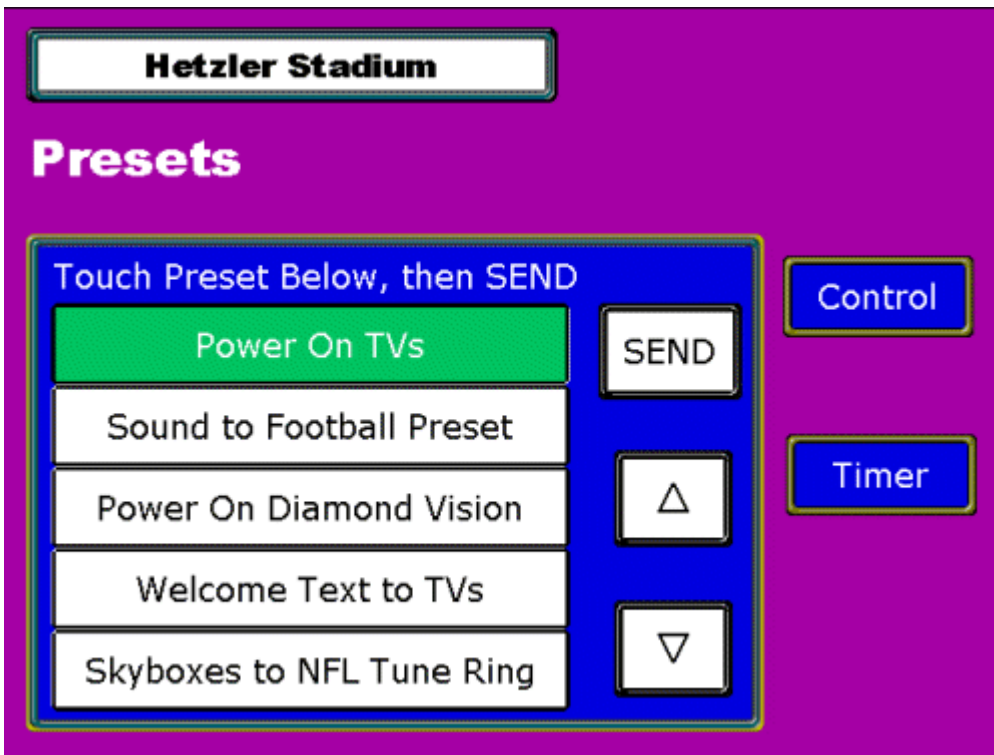 Hetzler Stadium
Presets
Touch Preset Below, then SEND
Power On TVs
SEND
Control
Sound to Football Preset
Power On Diamond Vision
Timer
Welcome Text to TVs
Skyboxes to NFL Tune Ring